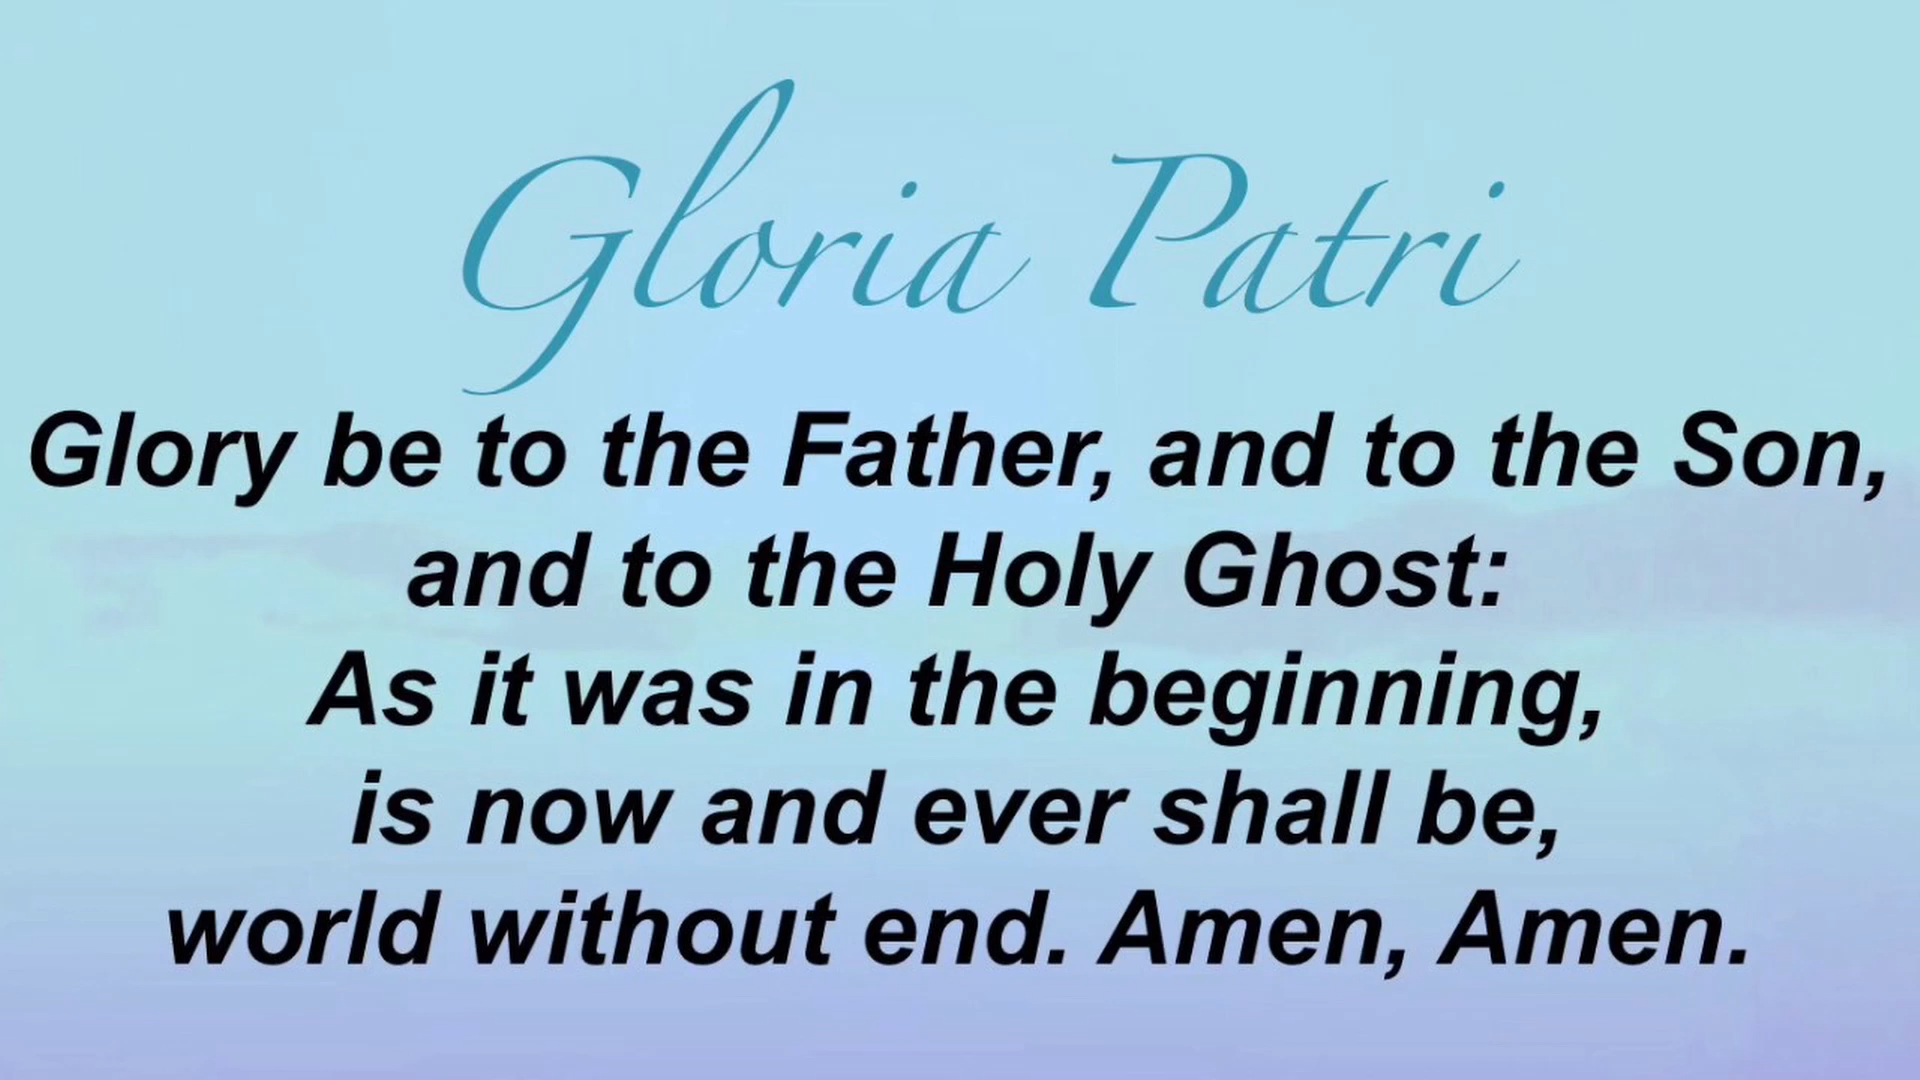 Gloria Patri
Glory be to the Father, and to the Son,
and to the Holy Ghost:
As it was in the beginning,
is now and ever shall be,
world without end. Amen, Amen.